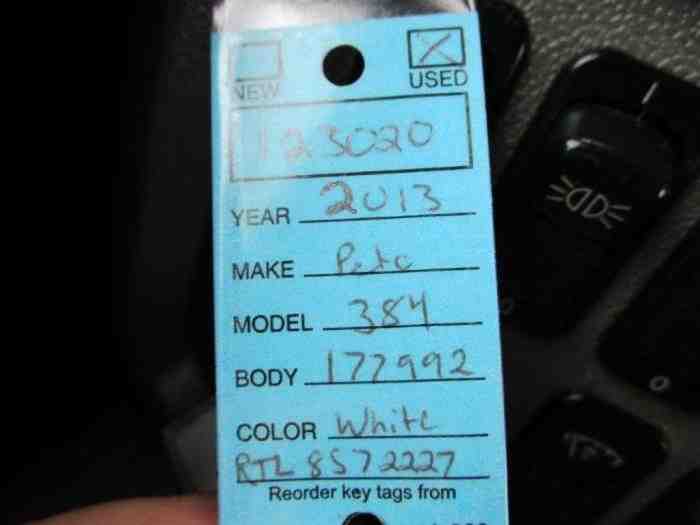 NEW USED
123020
YEAR 2013
MAKE Pete
MODEL 384
BODY 177992
COLOR White
RTL 8572227
Reorder key tags from